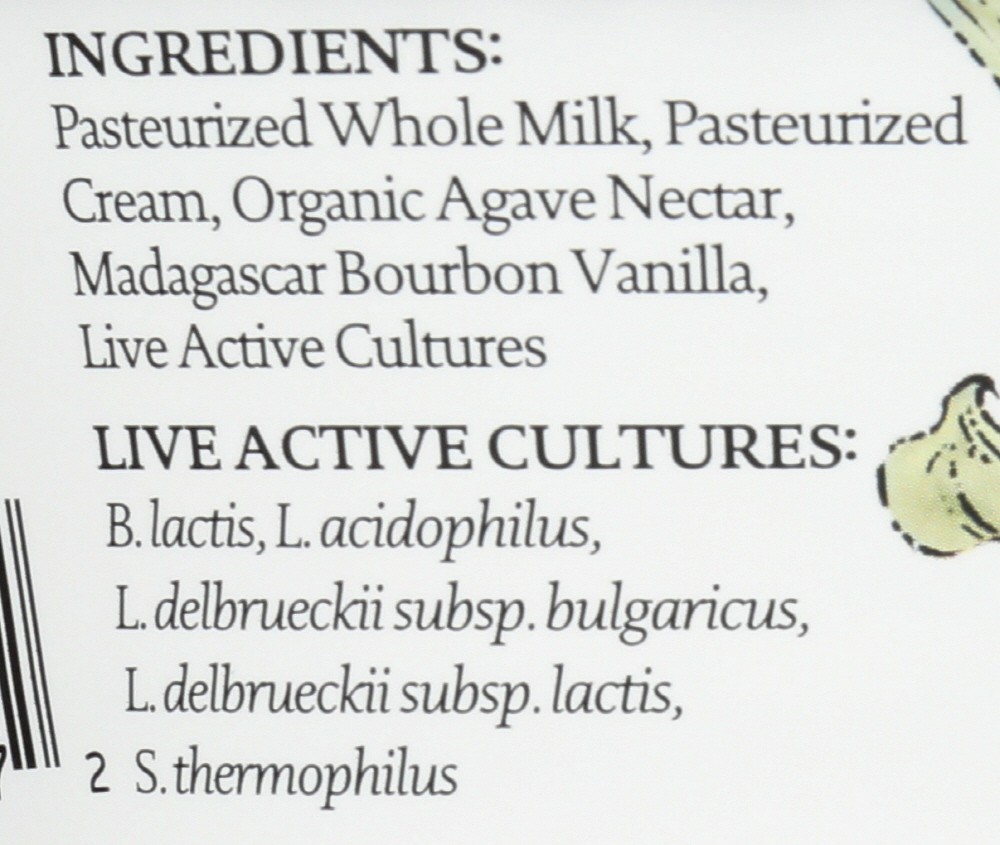 INGREDIENTS:
Pasteurized Whole Milk, Pasteurized
Cream, Organic Agave Nectar,
Madagascar Bourbon Vanilla,
Live Active Cultures
LIVE ACTIVE CULTURES:
B. lactis, L. acidophilus,
L. delbrueckii subsp. bulgaricus,
L. delbrueckii subsp. lactis,
2 S. thermophilus